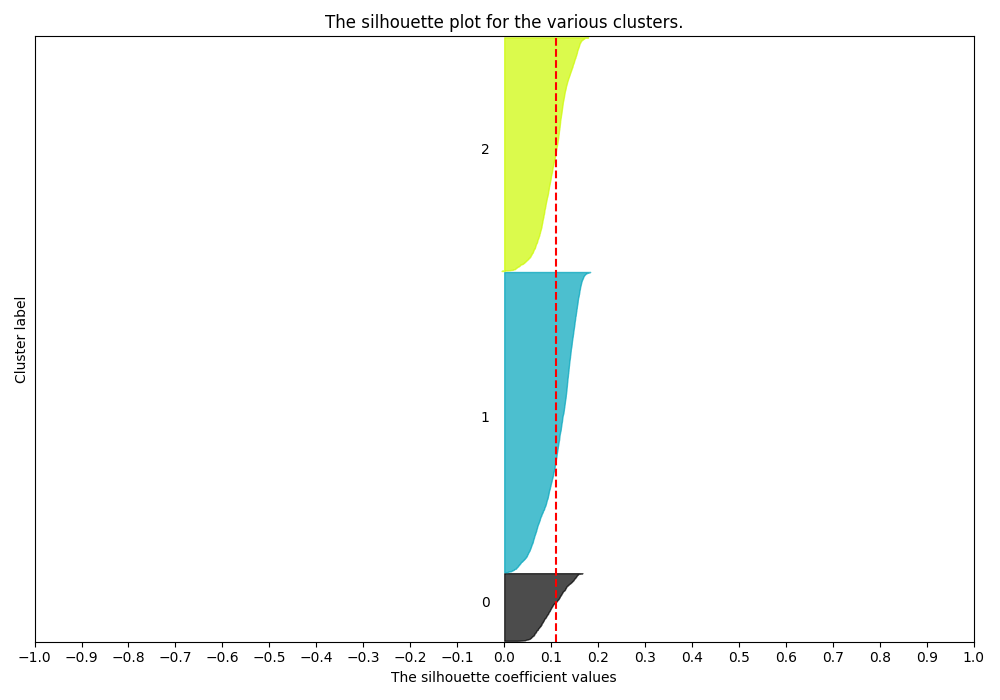 The silhouette plot for the various clusters.
Cluster label
2
1
0
−1.0 −0.9 −0.8 −0.7 −0.6 −0.5 −0.4 −0.3 −0.2 −0.1 0.0 0.1 0.2 0.3 0.4 0.5 0.6 0.7 0.8 0.9 1.0
The silhouette coefficient values